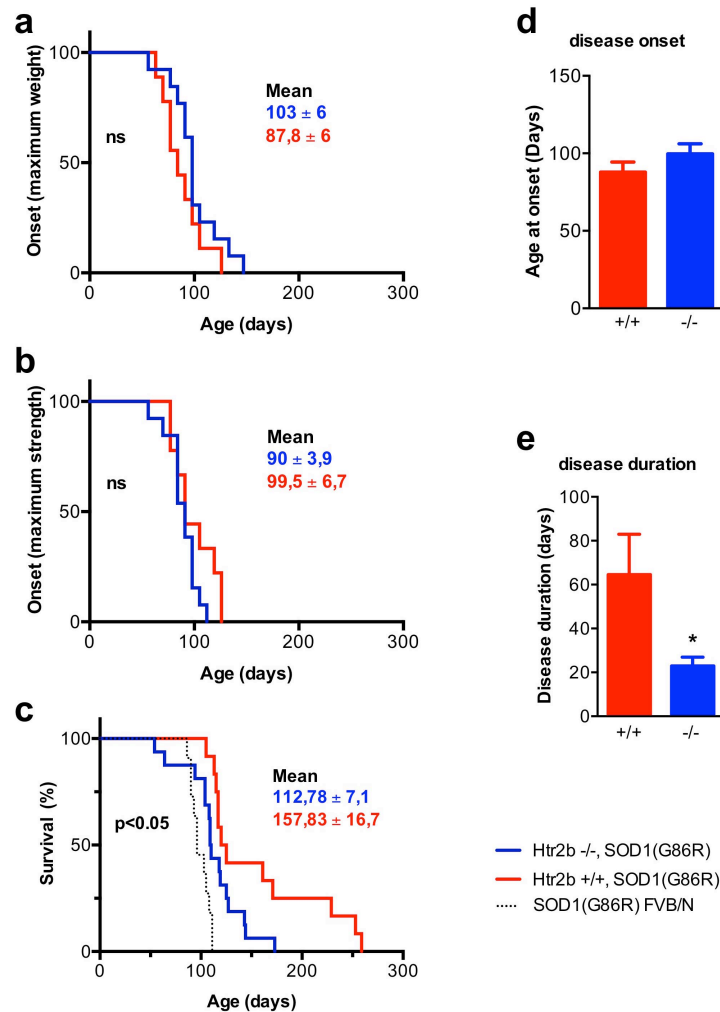 a
Onset (maximum weight)
100
50
0
ns
Mean
103 ± 6
87,8 ± 6
0 100 200 300
Age (days)
b
Onset (maximum strength)
100
50
0
ns
Mean
90 ± 3,9
99,5 ± 6,7
0 100 200 300
Age (days)
c
Survival (%)
100
50
0
p<0.05
Mean
112,78 ± 7,1
157,83 ± 16,7
0 100 200 300
Age (days)
d
disease onset
Age at onset (Days)
150
100
50
0
+/+ -/-
e
disease duration
Disease duration (days)
100
80
60
40
20
0
*
+/+ -/-
Htr2b -/-, SOD1(G86R)
Htr2b +/+, SOD1(G86R)
SOD1(G86R) FVB/N